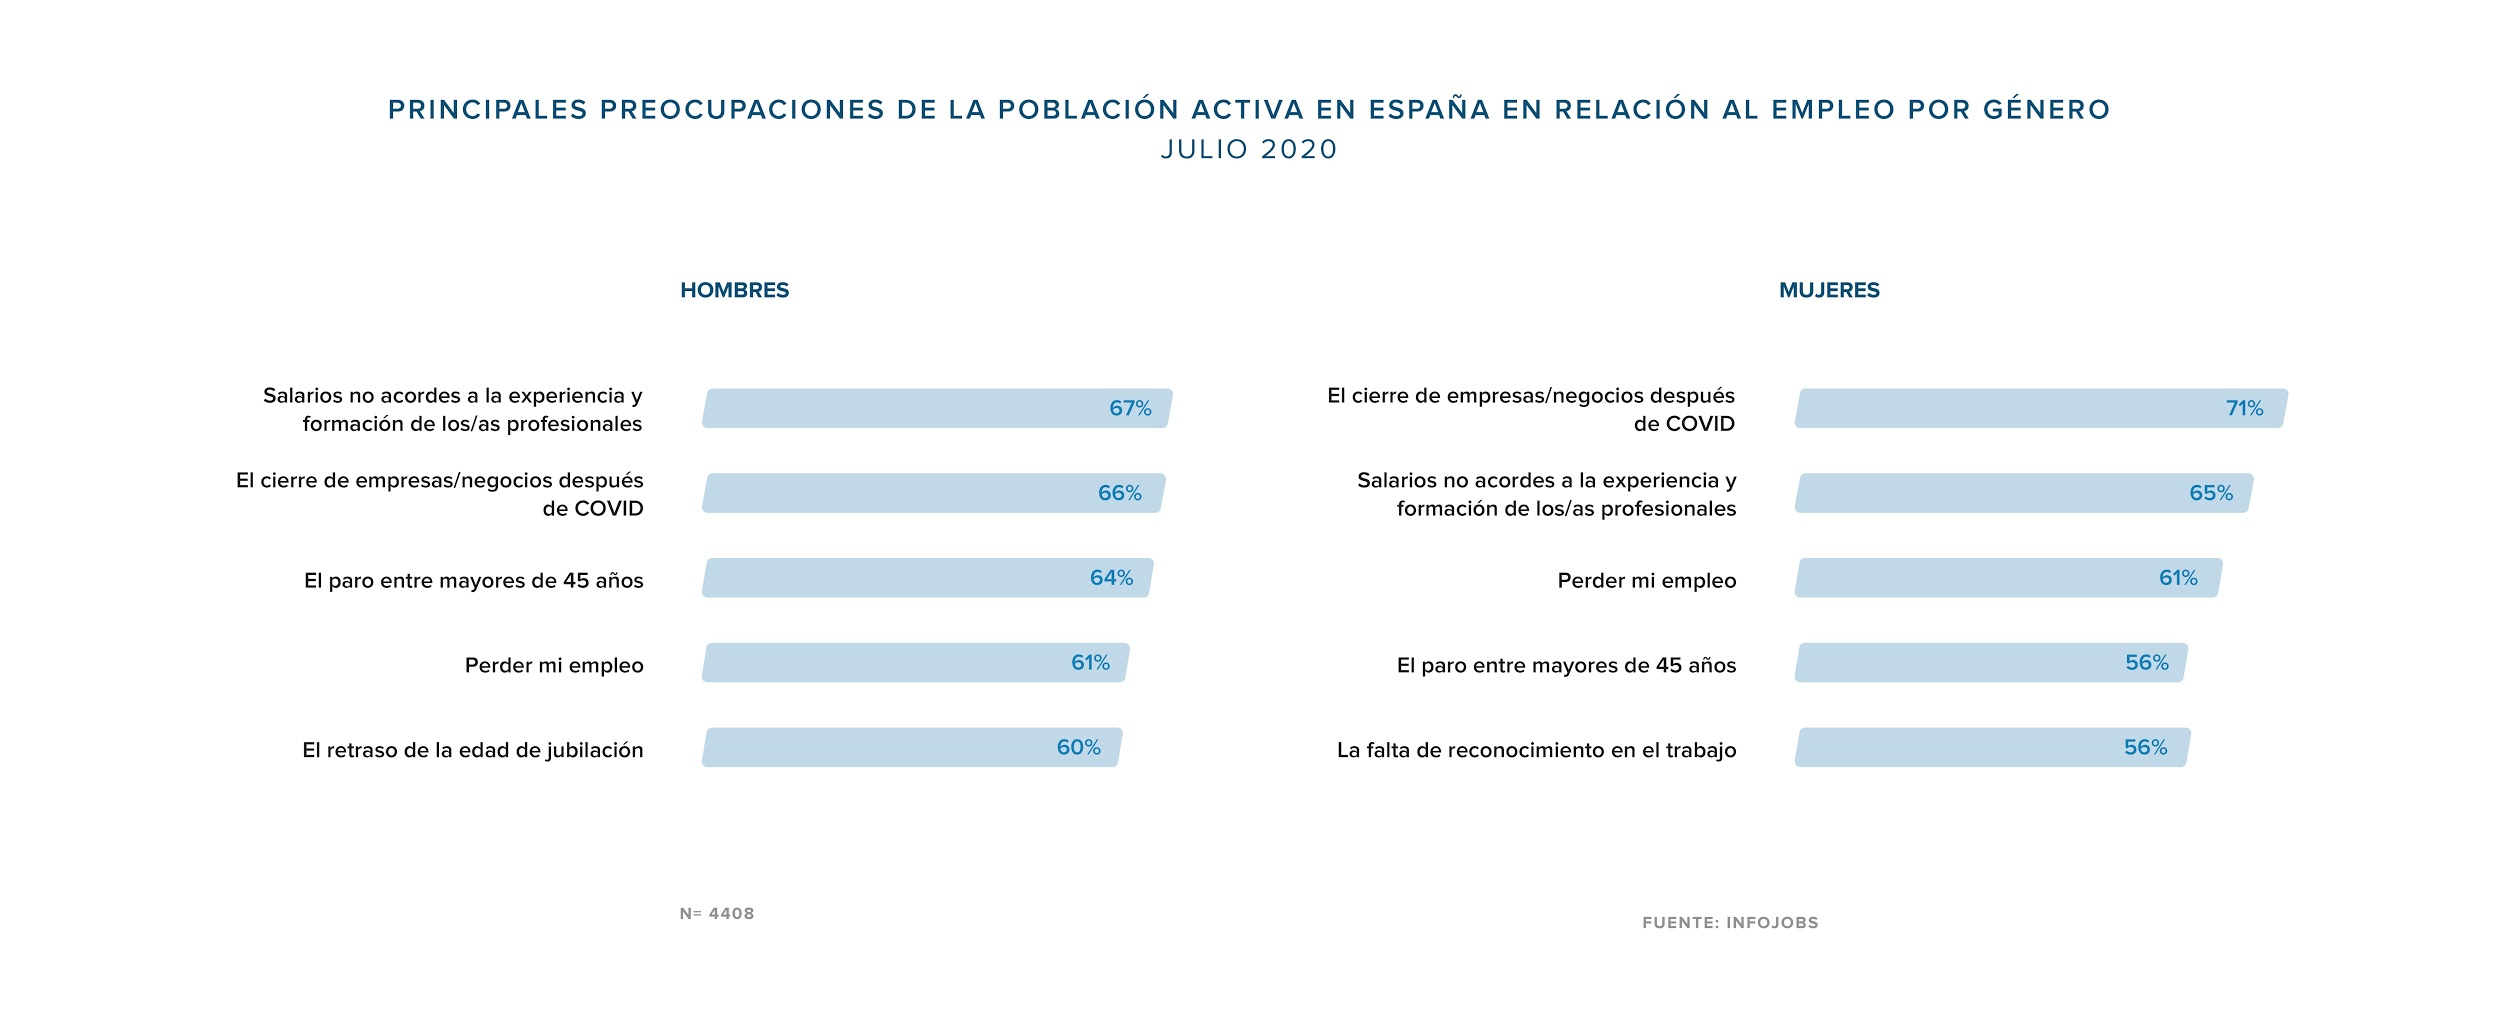 PRINCIPALES PREOCUPACIONES DE LA POBLACIÓN ACTIVA EN ESPAÑA EN RELACIÓN AL EMPLEO POR GÉNERO
JULIO 2020
HOMBRES
Salarios no acordes a la experiencia y
formación de los/as profesionales
67%
El cierre de empresas/negocios después
de COVID
66%
El paro entre mayores de 45 años
64%
Perder mi empleo
61%
El retraso de la edad de jubilación
60%
N= 4408
MUJERES
El cierre de empresas/negocios después
de COVID
71%
Salarios no acordes a la experiencia y
formación de los/as profesionales
65%
Perder mi empleo
61%
El paro entre mayores de 45 años
56%
La falta de reconocimiento en el trabajo
56%
FUENTE: INFOJOBS